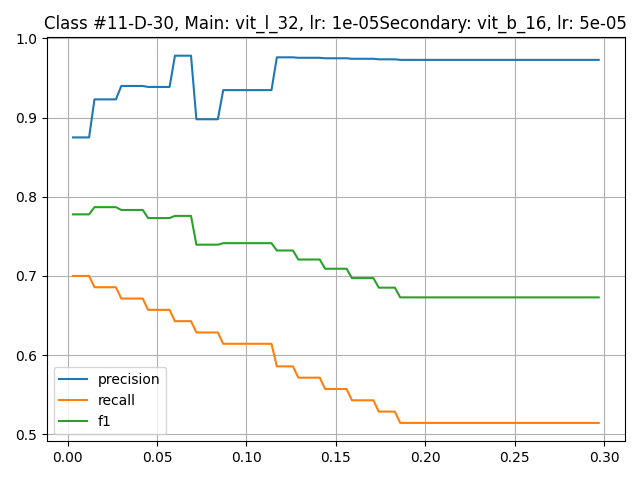 Class #11-D-30, Main: vit_l_32, lr: 1e-05Secondary: vit_b_16, lr: 5e-05
1.0
0.9
0.8
0.7
0.6
0.5
precision
recall
f1
0.00 0.05 0.10 0.15 0.20 0.25 0.30